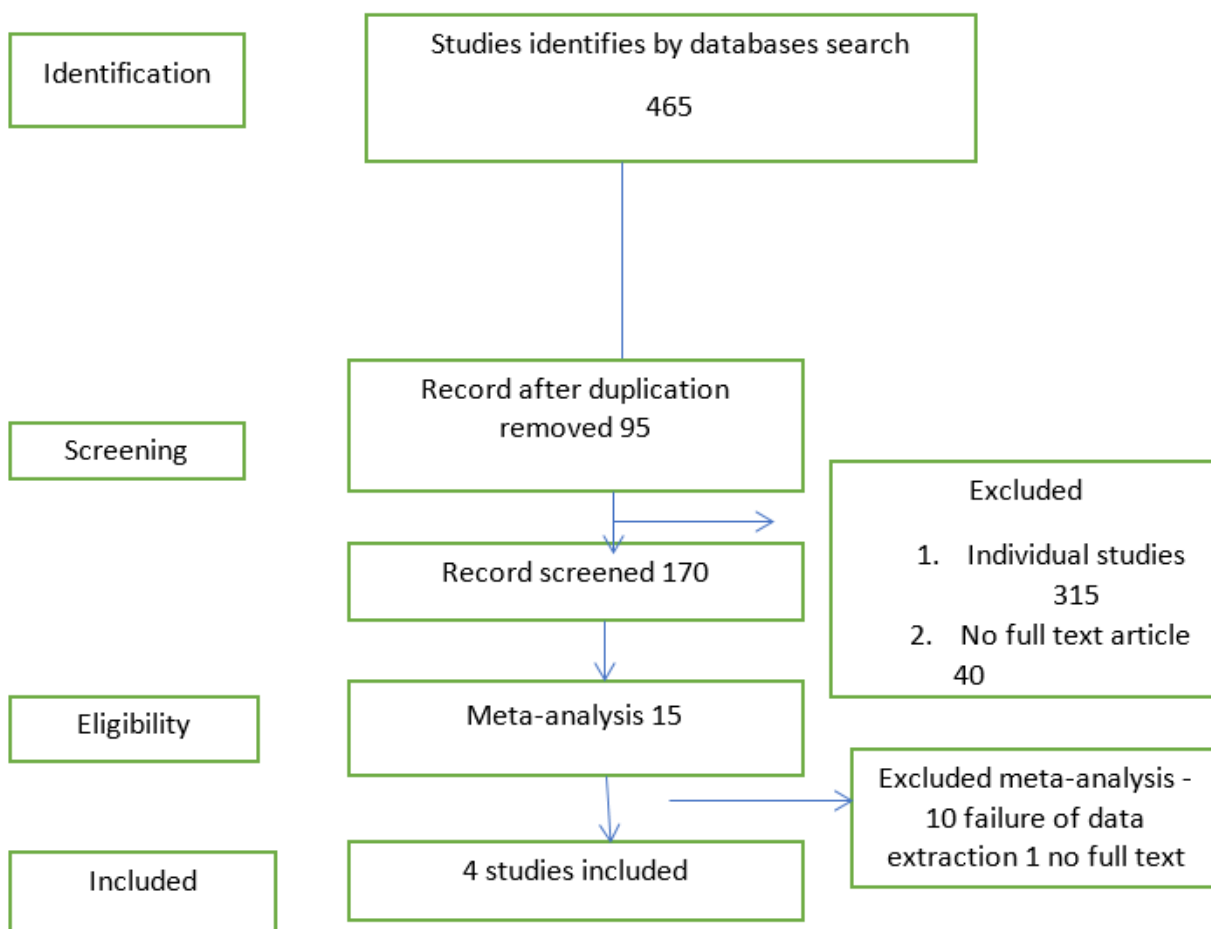 Identification
Studies identifies by databases search
465
Record after duplication
removed 95
Screening
Excluded
1. Individual studies
315
2. No full text article
40
Record screened 170
Eligibility
Meta-analysis 15
Excluded meta-analysis -
10 failure of data
extraction 1 no full text
Included
4 studies included